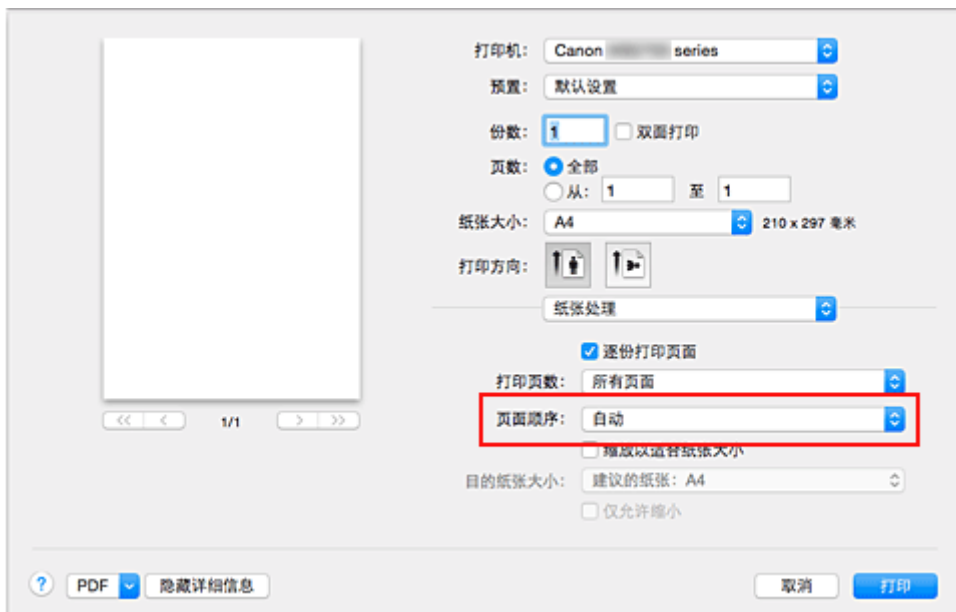 打印机: Canon series
预置: 默认设置
份数: 1 双面打印
页数: 全部
从: 1 至 1
纸张大小: A4 210 x 297 毫米
打印方向:
纸张处理
逐份打印页面
打印页数: 所有页面
1/1
页面顺序: 自动
缩放以适合纸张大小
目的纸张大小: 建议的纸张: A4
仅允许缩小
? PDF 隐藏详细信息 取消 打印